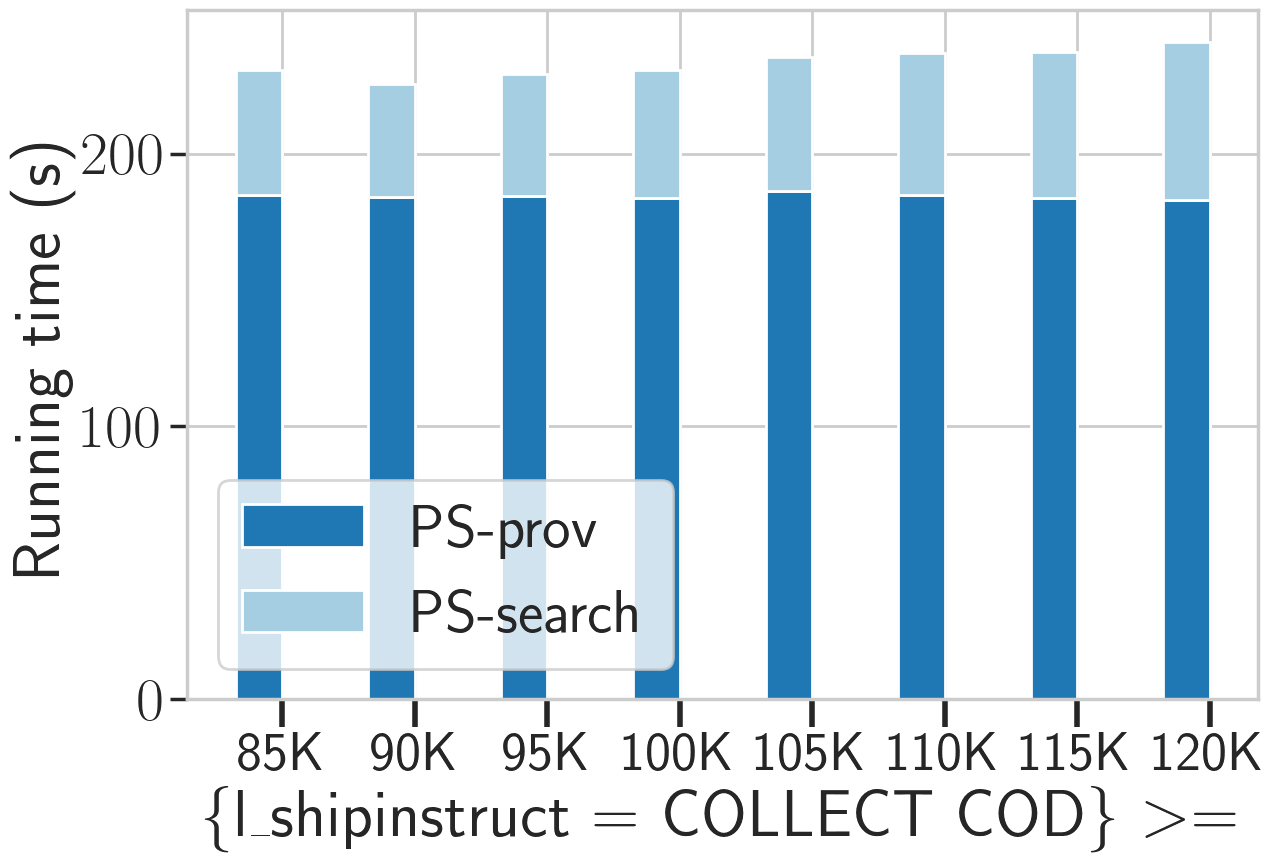 Running time (s)
200
100
0
PS-prov
PS-search
85K 90K 95K 100K 105K 110K 115K 120K
{l_shipinstruct = COLLECT COD} >=